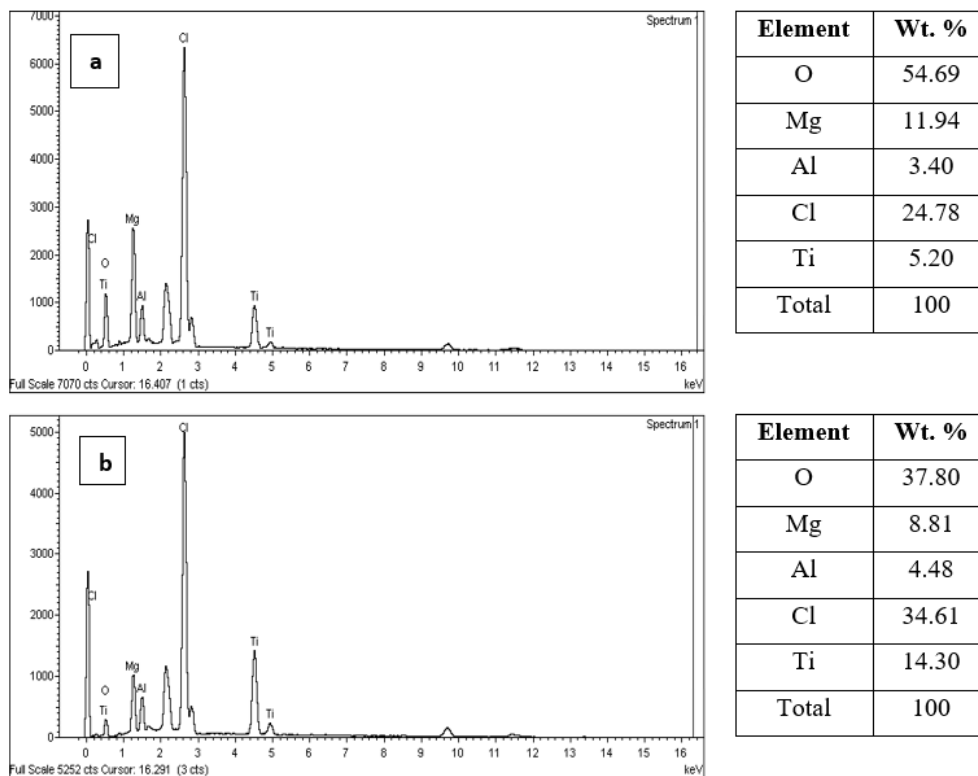 7000
Spectrum 1
a
Cl
6000
5000
4000
3000
Cl
Mg
2000
O
Ti
Al
1000
Ti
Ti
0
0 1 2 3 4 5 6 7 8 9 10 11 12 13 14 15 16
Full Scale 7070 cts Cursor: 16.407 (1 cts)
keV
Element Wt. %
O 54.69
Mg 11.94
Al 3.40
Cl 24.78
Ti 5.20
Total 100
5000
Spectrum 1
b
Cl
4000
3000
Cl
2000
Ti
Mg
1000
O
Al
Ti
Ti
0
0 1 2 3 4 5 6 7 8 9 10 11 12 13 14 15 16
Full Scale 5252 cts Cursor: 16.291 (3 cts)
keV
Element Wt. %
O 37.80
Mg 8.81
Al 4.48
Cl 34.61
Ti 14.30
Total 100